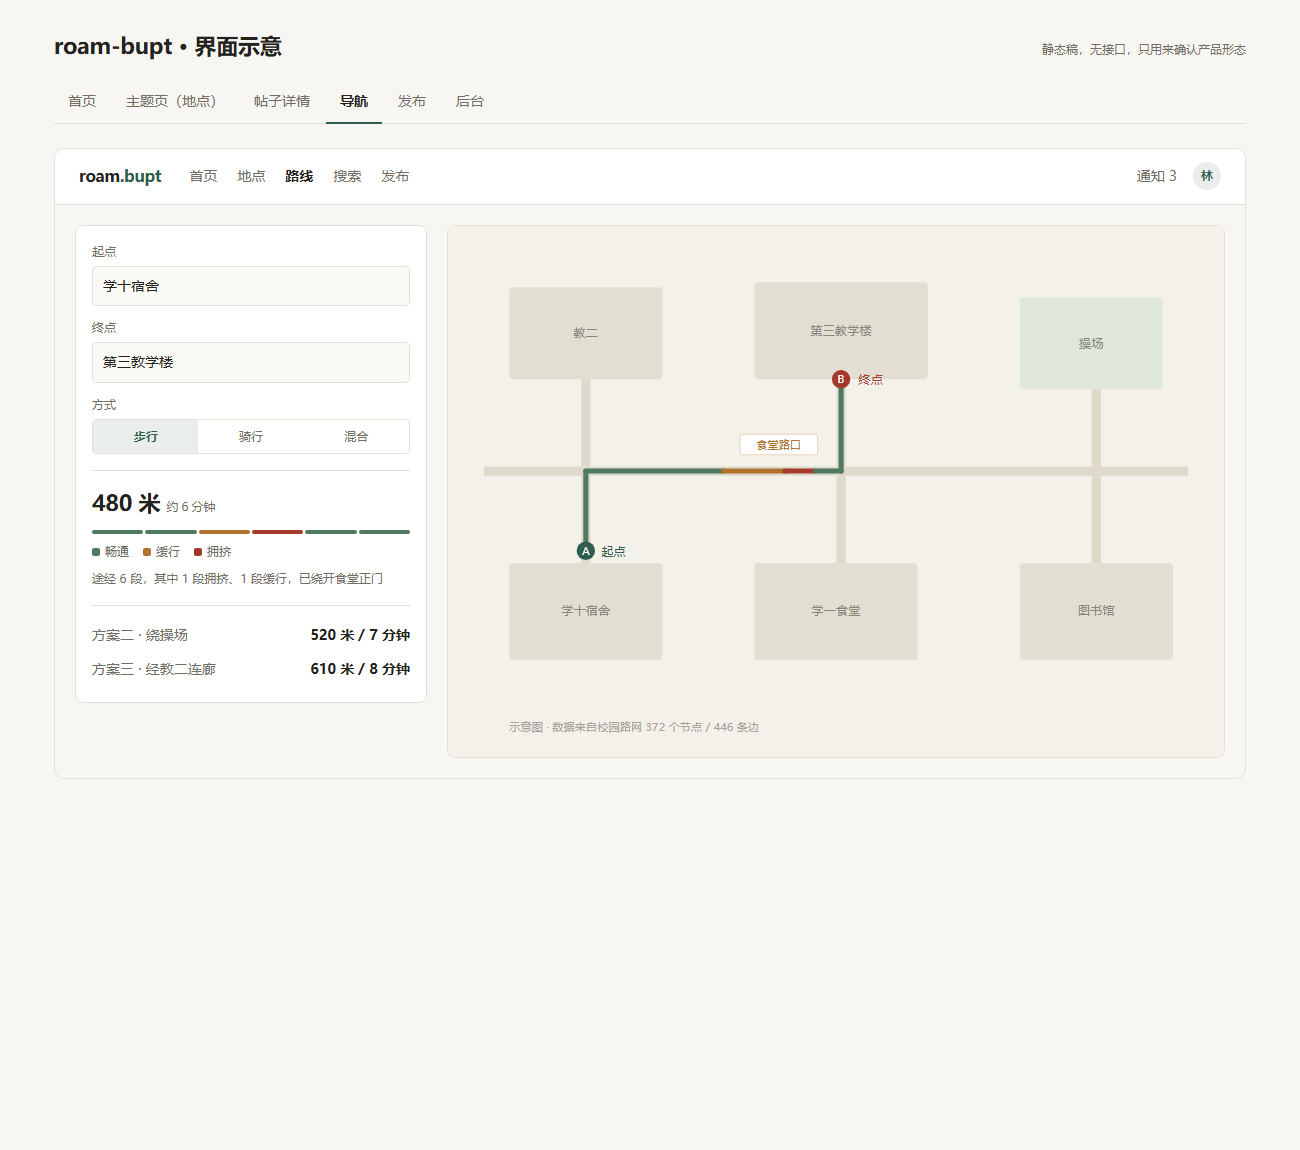 roam-bupt • 界面示意
静态稿，无接口，只用来确认产品形态
首页 主题页（地点） 帖子详情 导航 发布 后台
roam.bupt 首页 地点 路线 搜索 发布 通知 3 林
起点
学十宿舍
终点
第三教学楼
方式
步行 骑行 混合
480 米 约 6 分钟
畅通 缓行 拥挤
途经 6 段，其中 1 段拥挤、1 段缓行，已绕开食堂正门
方案二 · 绕操场 520 米 / 7 分钟
方案三 · 经教二连廊 610 米 / 8 分钟
教二
第三教学楼
操场
B 终点
食堂路口
A 起点
学十宿舍
学一食堂
图书馆
示意图 · 数据来自校园路网 372 个节点 / 446 条边